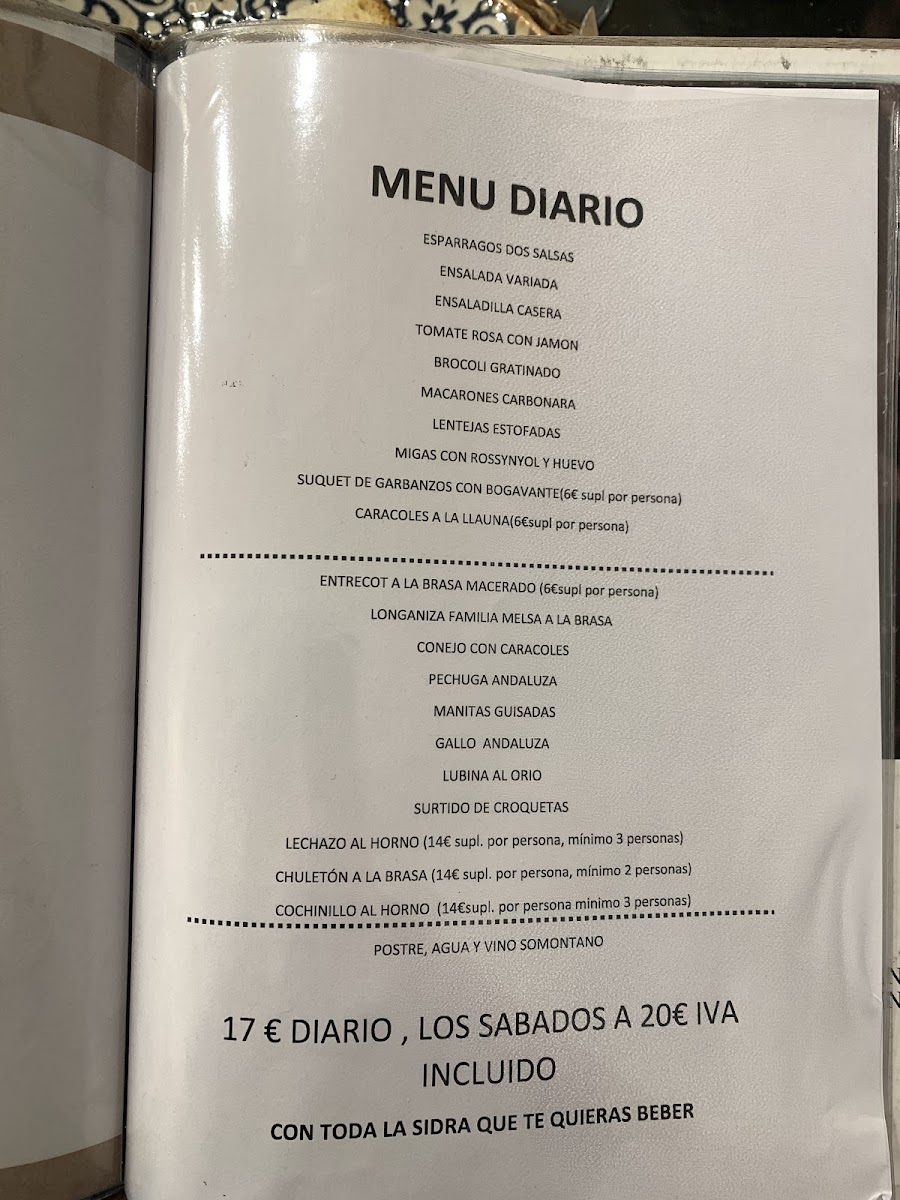 MENU DIARIO
ESPARRAGOS DOS SALSAS
ENSALADA VARIADA
ENSALADILLA CASERA
TOMATE ROSA CON JAMON
BROCOLI GRATINADO
MACARONES CARBONARA
LENTEJAS ESTOFADAS
MIGAS CON ROSSYNYOL Y HUEVO
SUQUET DE GARBANZOS CON BOGAVANTE(6€ supl por persona)
CARACOLES A LA LLAUNA(6€supl por persona)
ENTRECOT A LA BRASA MACERADO (6€supl por persona)
LONGANIZA FAMILIA MELSA A LA BRASA
CONEJO CON CARACOLES
PECHUGA ANDALUZA
MANITAS GUISADAS
GALLO ANDALUZA
LUBINA AL ORIO
SURTIDO DE CROQUETAS
LECHAZO AL HORNO (14€ supl. por persona, mínimo 3 personas)
CHULETÓN A LA BRASA (14€ supl. por persona, mínimo 2 personas)
COCHINILLO AL HORNO (14€supl. por persona minimo 3 personas)
POSTRE, AGUA Y VINO SOMONTANO
17 € DIARIO , LOS SABADOS A 20€ IVA
INCLUIDO
CON TODA LA SIDRA QUE TE QUIERAS BEBER